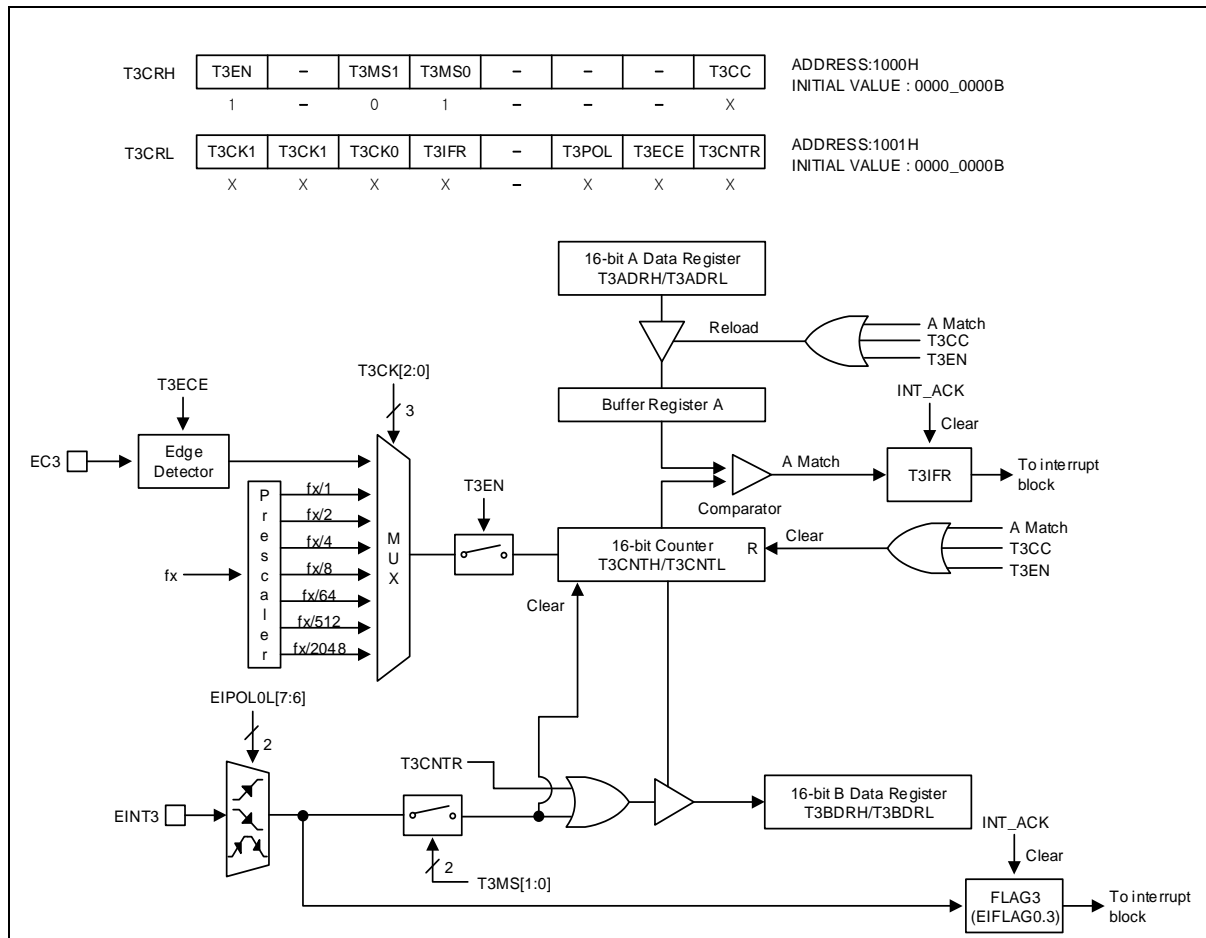 T3CRH T3EN – T3MS1 T3MS0 – – – T3CC ADDRESS:1000H
INITIAL VALUE : 0000_0000B
1 – 0 1 – – – X
T3CRL T3CK1 T3CK1 T3CK0 T3IFR – T3POL T3ECE T3CNTR ADDRESS:1001H
INITIAL VALUE : 0000_0000B
X X X X – X X X
16-bit A Data Register
T3ADRH/T3ADRL
Reload
A Match
T3CC
T3EN
T3CK[2:0]
3
Buffer Register A
INT_ACK
Clear
T3ECE
EC3
Edge
Detector
A Match
T3IFR
To interrupt
block
Comparator
Prescaler
fx
fx/1
fx/2
fx/4
fx/8
fx/64
fx/512
fx/2048
MUX
T3EN
16-bit Counter
T3CNTH/T3CNTL
R
Clear
A Match
T3CC
T3EN
Clear
EIPOL0L[7:6]
2
T3CNTR
EINT3
2
T3MS[1:0]
16-bit B Data Register
T3BDRH/T3BDRL
INT_ACK
Clear
FLAG3
(EIFLAG0.3)
To interrupt
block